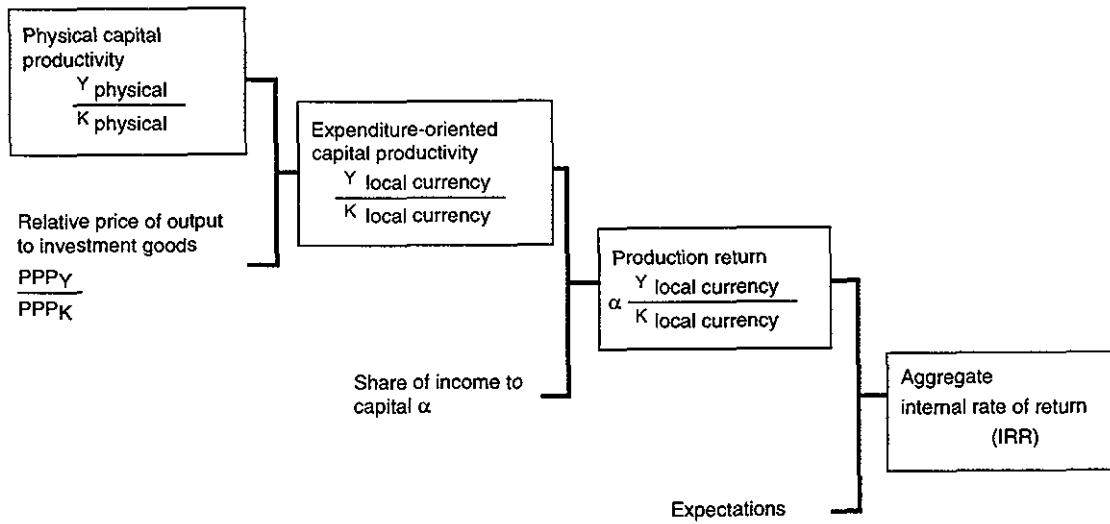 Physical capital
productivity
Y physical
K physical
Expenditure-oriented
capital productivity
Y local currency
K local currency
Relative price of output
to investment goods
PPPY
PPPK
Production return
α Y local currency
K local currency
Share of income to
capital α
Aggregate
internal rate of return
(IRR)
Expectations